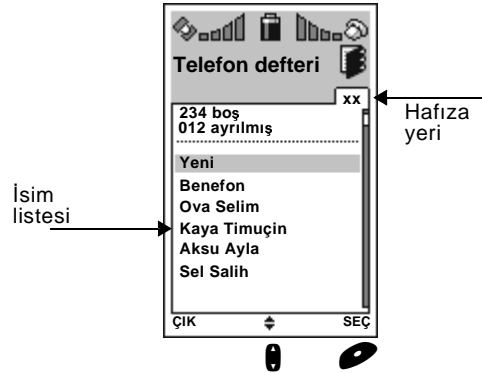 Telefon defteri
xx
234 boş
012 ayrılmış
Yeni
Benefon
Ova Selim
Kaya Timuçin
Aksu Ayla
Sel Salih
ÇIK
SEÇ
Hafıza
yeri
İsim
listesi